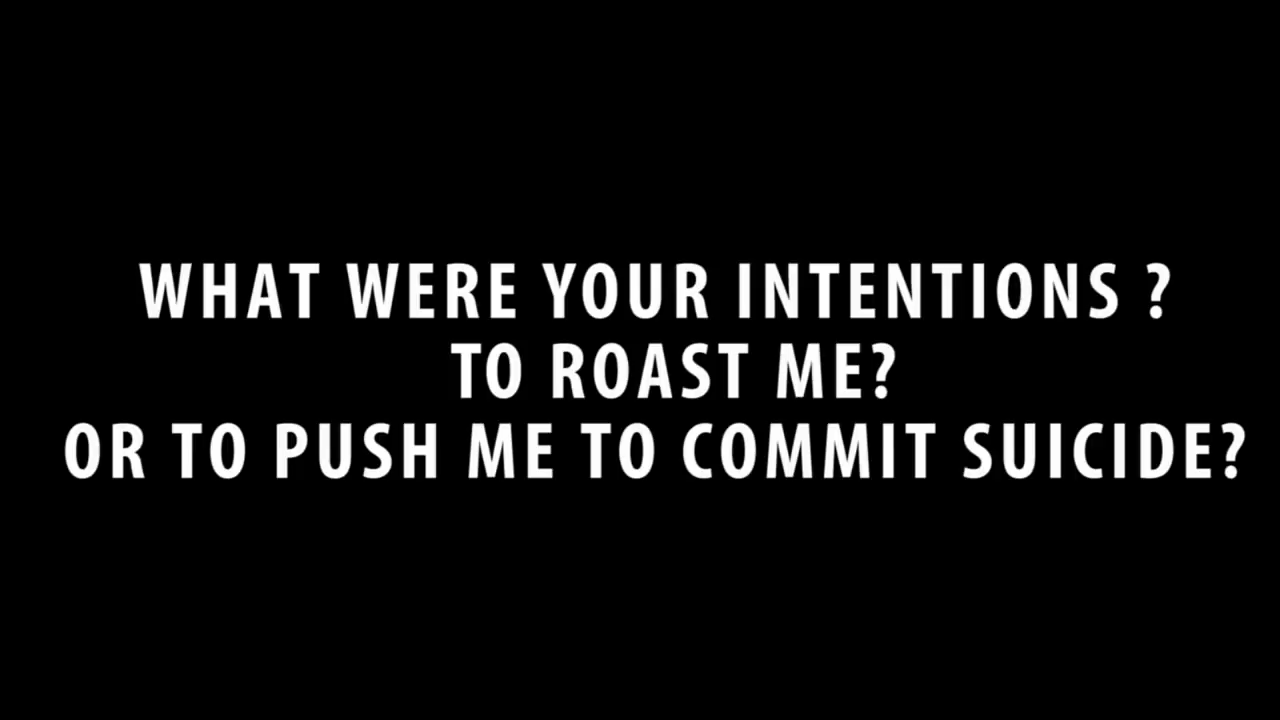 WHAT WERE YOUR INTENTIONS ?
TO ROAST ME?
OR TO PUSH ME TO COMMIT SUICIDE?